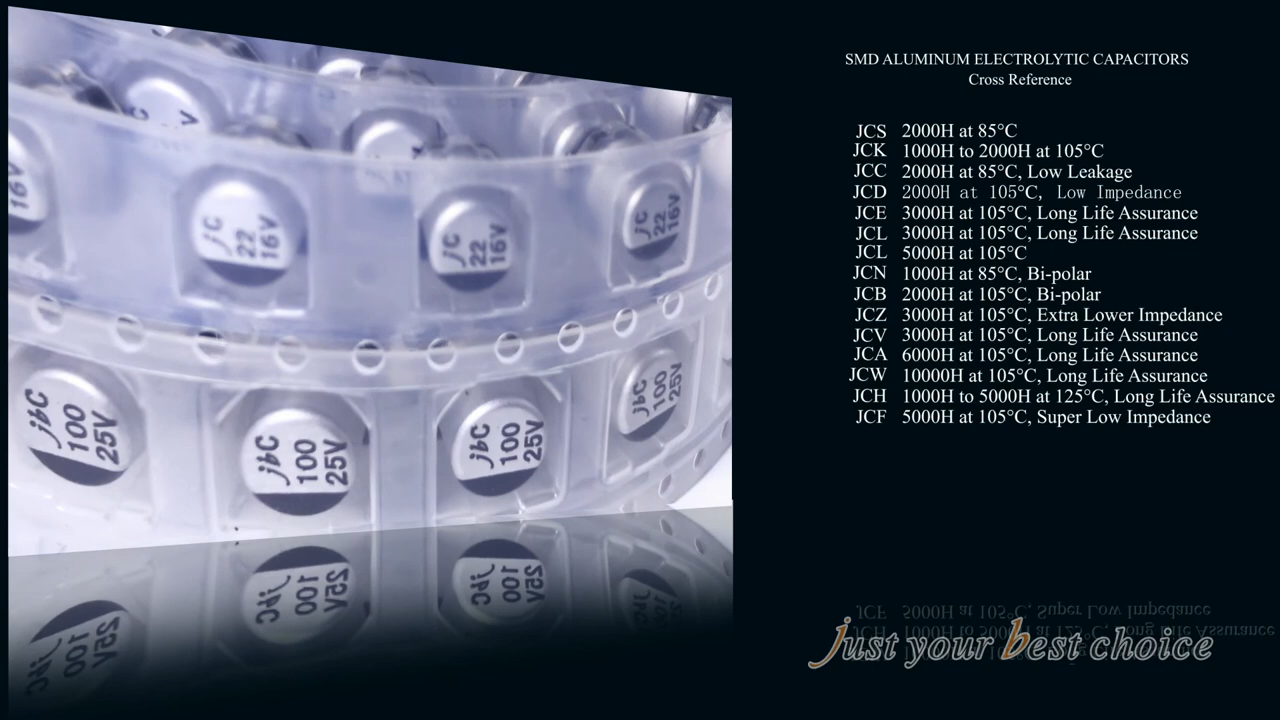 SMD ALUMINUM ELECTROLYTIC CAPACITORS
Cross Reference
JCS 2000H at 85°C
JCK 1000H to 2000H at 105°C
JCC 2000H at 85°C, Low Leakage
JCD 2000H at 105°C, Low Impedance
JCE 3000H at 105°C, Long Life Assurance
JCL 3000H at 105°C, Long Life Assurance
JCL 5000H at 105°C
JCN 1000H at 85°C, Bi-polar
JCB 2000H at 105°C, Bi-polar
JCZ 3000H at 105°C, Extra Lower Impedance
JCV 3000H at 105°C, Long Life Assurance
JCA 6000H at 105°C, Long Life Assurance
JCW 10000H at 105°C, Long Life Assurance
JCH 1000H to 5000H at 125°C, Long Life Assurance
JCF 5000H at 105°C, Super Low Impedance
16V
jC
22
16V
jC
22
16V
jC
22
16V
jbC
100
25V
jbC
100
25V
jbC
100
25V
jbC
100
25V
just your best choice